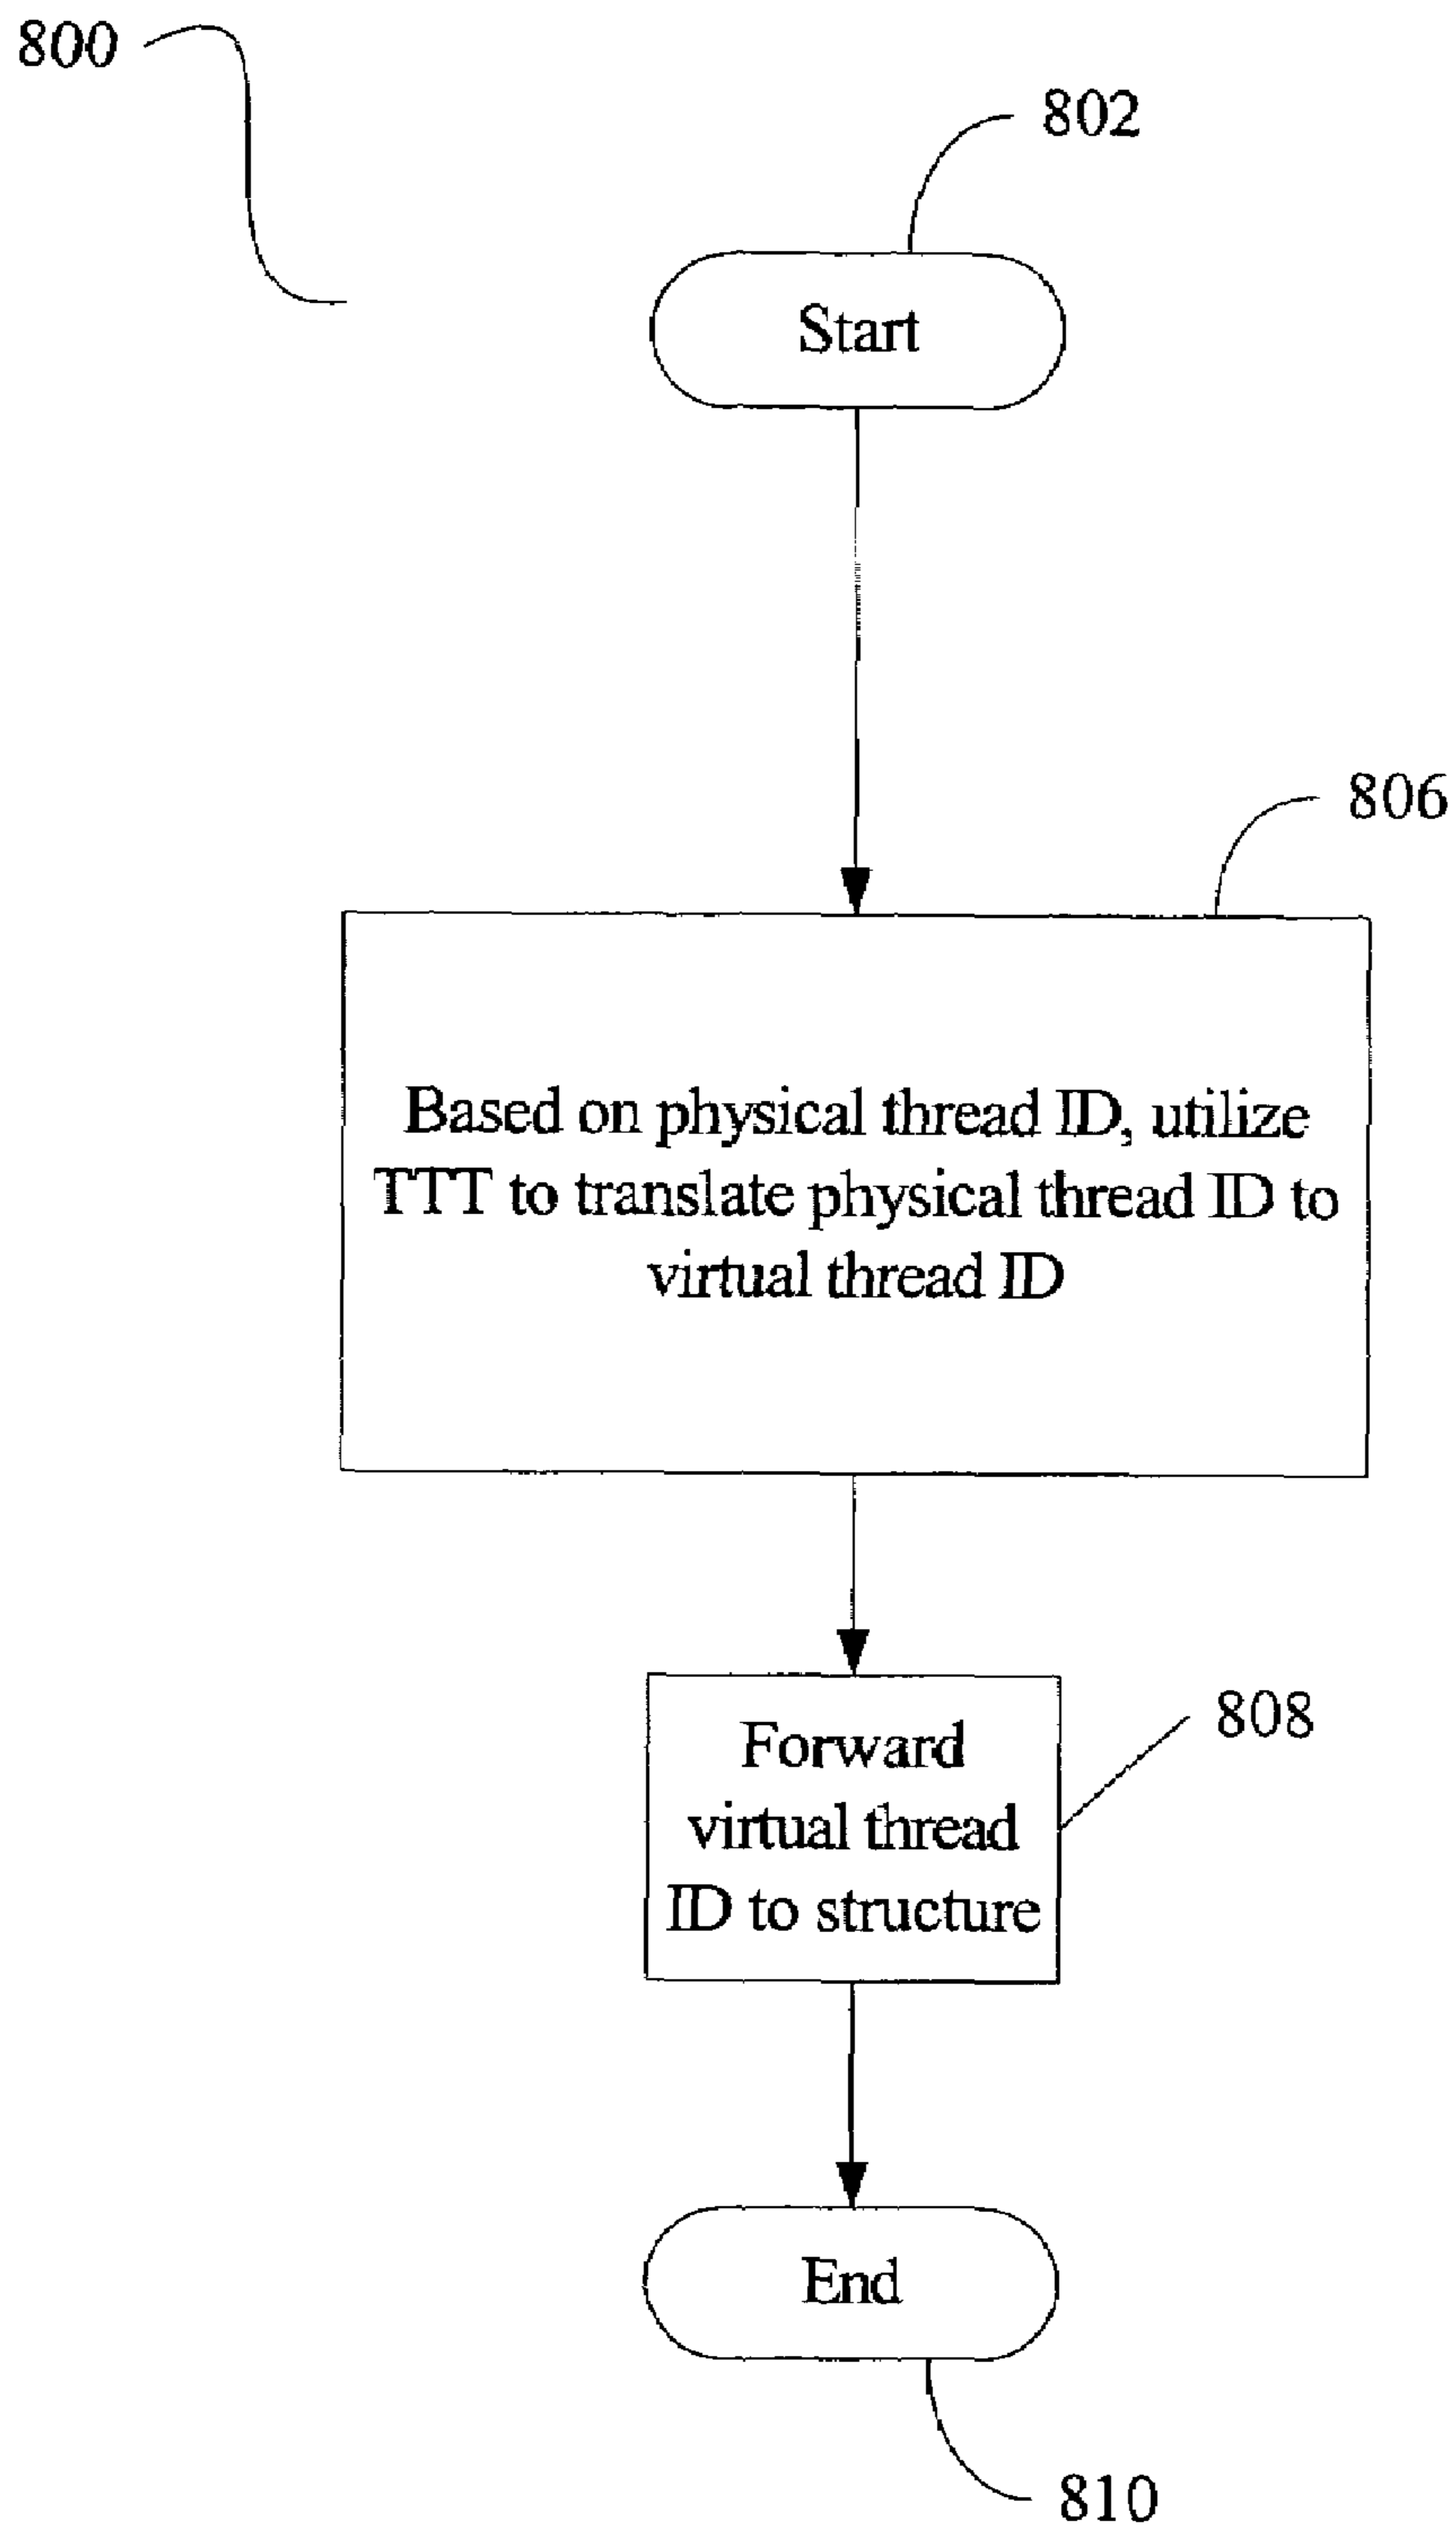 800
802
Start
806
Based on physical thread ID, utilize
TTT to translate physical thread ID to
virtual thread ID
Forward
virtual thread
ID to structure
808
End
810